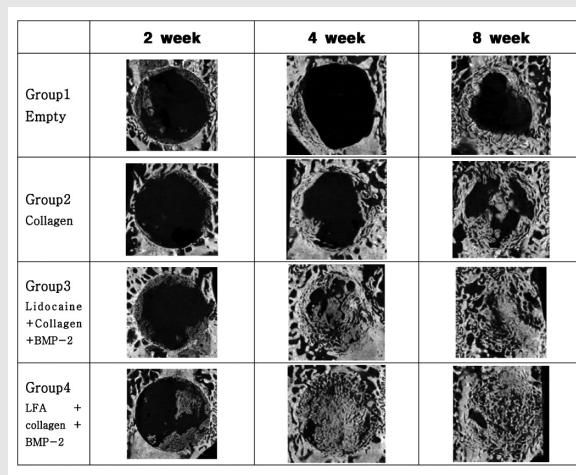 2 week 4 week 8 week
Group1
Empty
Group2
Collagen
Group3
Lidocaine
+Collagen
+BMP-2
Group4
LFA +
collagen +
BMP-2